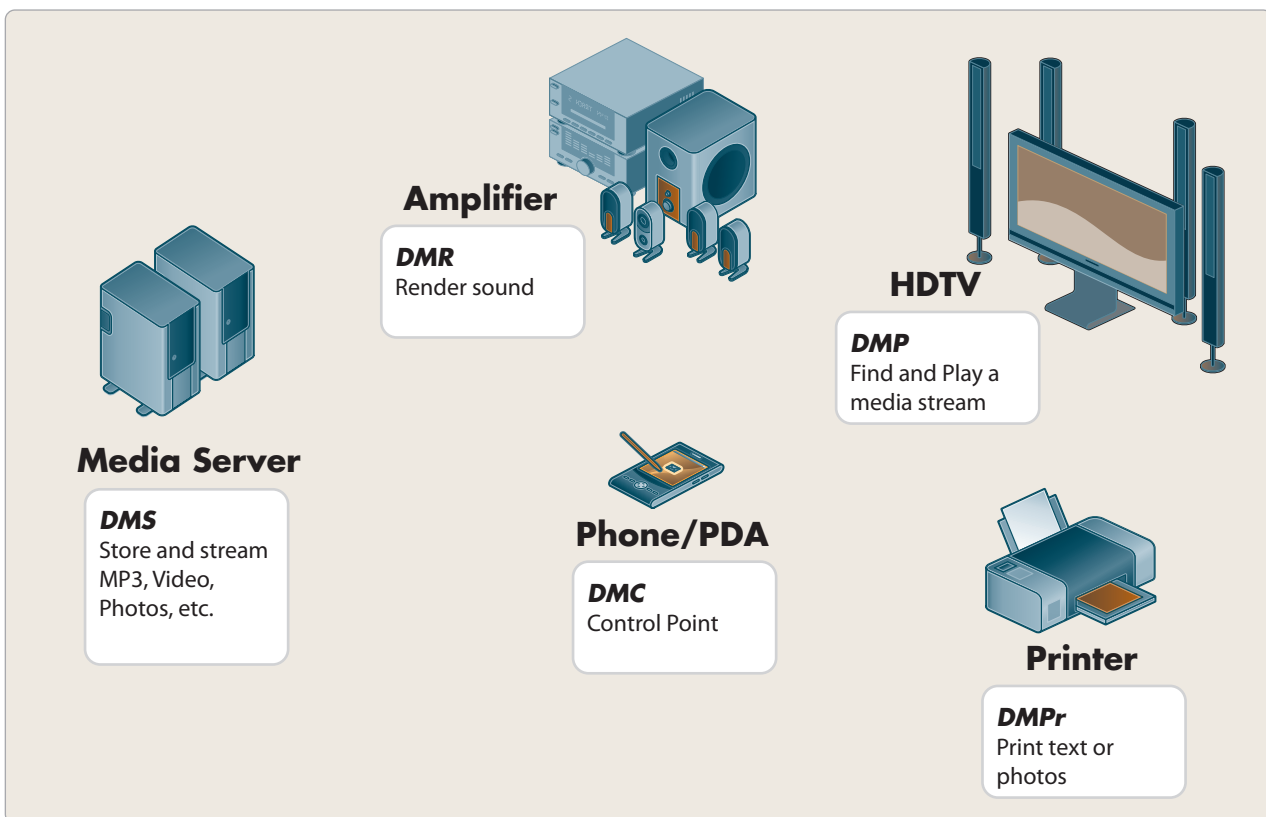 Amplifier
DMR
Render sound
HDTV
DMP
Find and Play a
media stream
Media Server
DMS
Store and stream
MP3, Video,
Photos, etc.
Phone/PDA
DMC
Control Point
Printer
DMPr
Print text or
photos